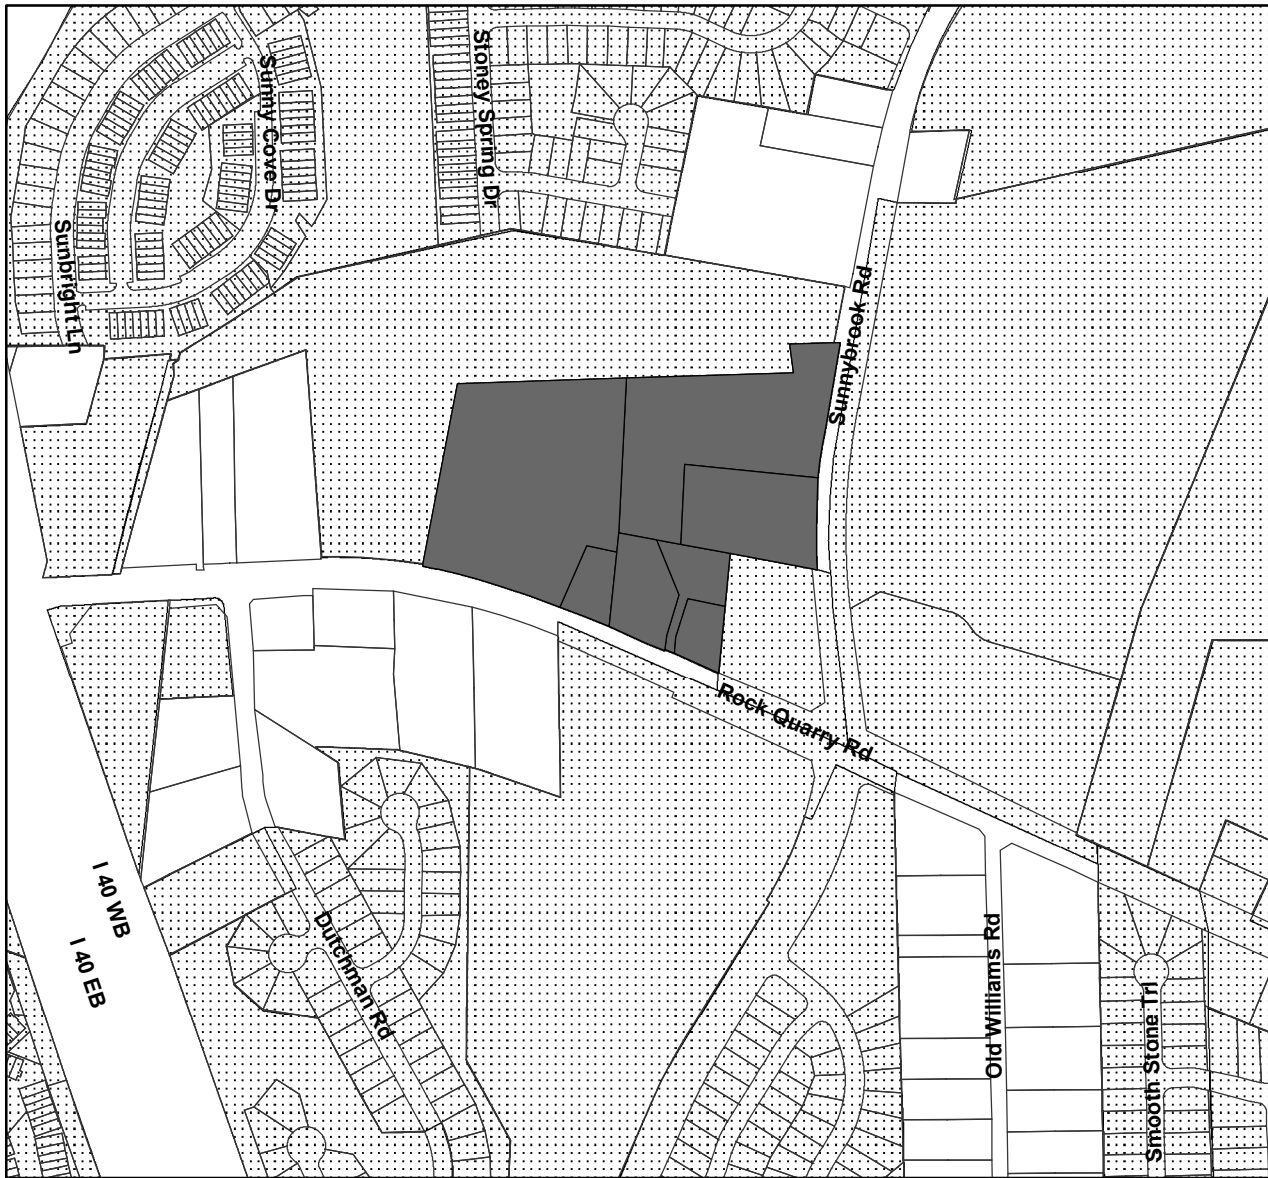 Sunny Cove Dr
Stoney Spring Dr
Sunbright Ln
Sunnybrook Rd
Rock Quarry Rd
I 40 WB
I 40 EB
Dutchman Rd
Old Williams Rd
Smooth Stone Trl